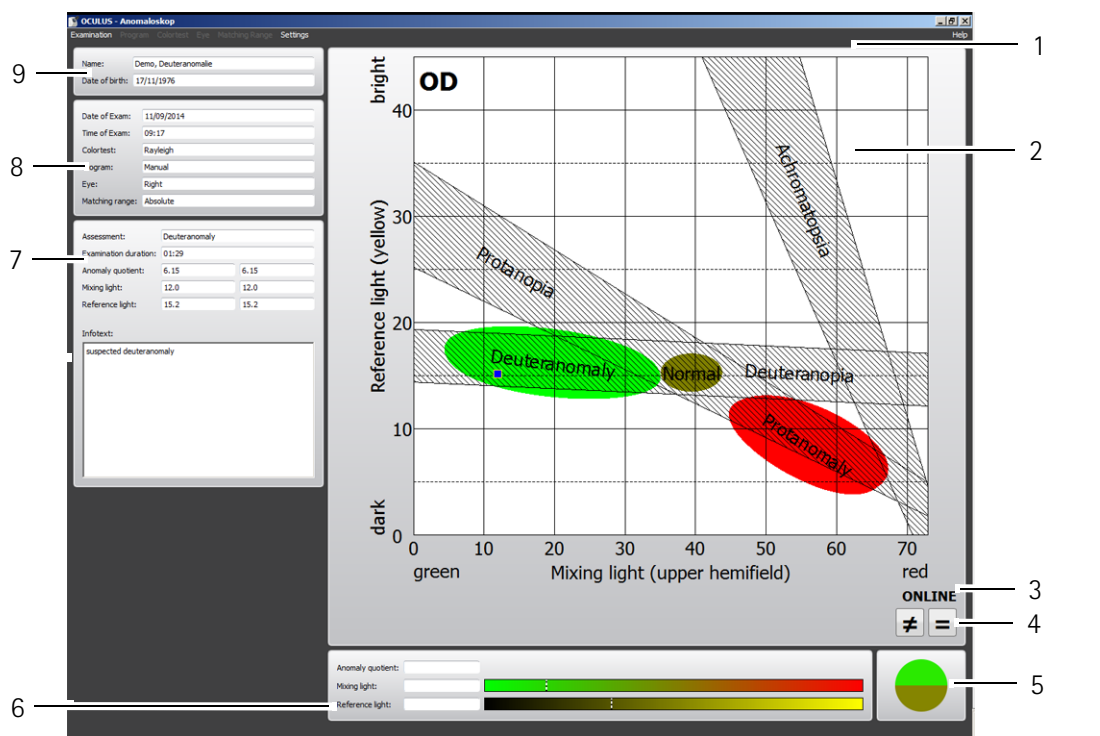 OCULUS - Anomaloskop
Examination Program Colortest Eye Matching Range Settings Help
1
9
Name: Demo, Deuteranomalie
Date of birth: 17/11/1976
8
Date of Exam: 11/09/2014
Time of Exam: 09:17
Colortest: Rayleigh
ogram: Manual
Eye: Right
Matching range: Absolute
7
Assessment: Deuteranomaly
Examination duration: 01:29
Anomaly quotient: 6.15 6.15
Mixing light: 12.0 12.0
Reference light: 15.2 15.2
Infotext:
suspected deuteranomaly
OD
bright
Reference light (yellow)
dark
40
30
20
10
0
2
Achromatopsia
Protanopia
Deuteranomaly
Normal
Deuteranopia
Protanomaly
0 10 20 30 40 50 60 70
green Mixing light (upper hemifield) red
ONLINE
3
≠ =
4
Anomaly quotient:
Mixing light:
Reference light:
5
6